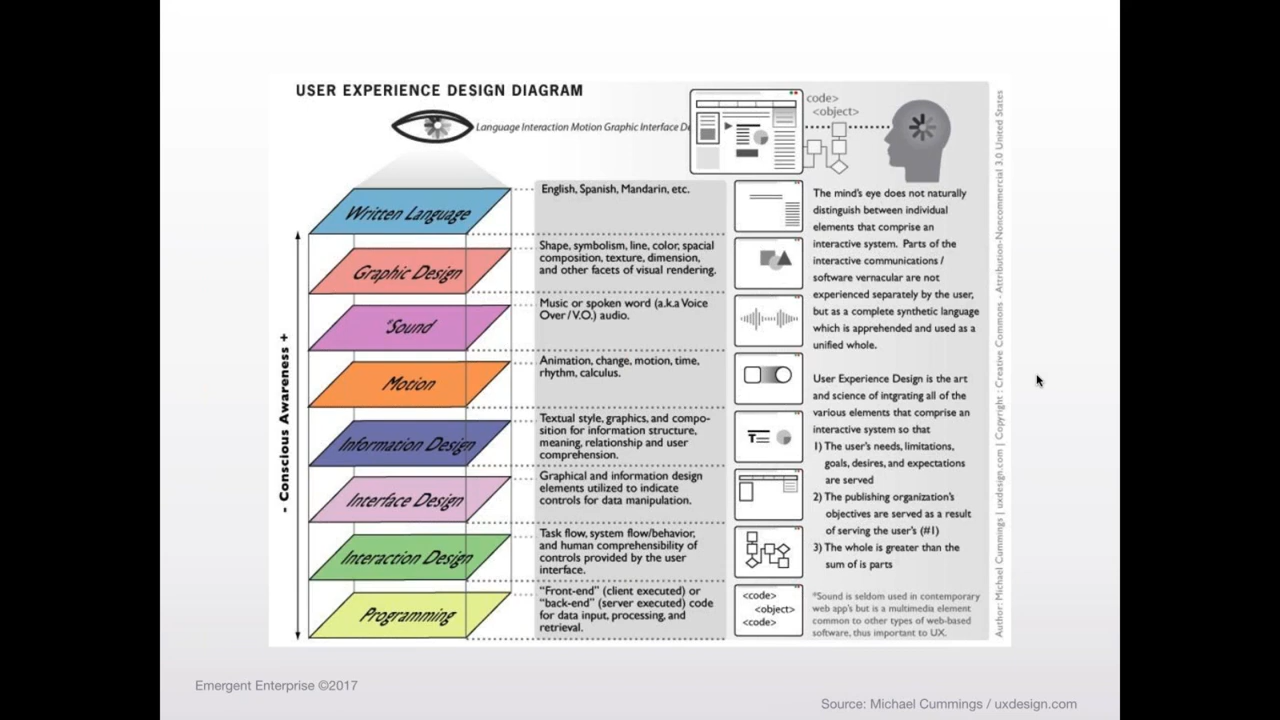 USER EXPERIENCE DESIGN DIAGRAM
Language Interaction Motion Graphic Interface De
code>
<object>
Written Language
English, Spanish, Mandarin, etc.
Graphic Design
Shape, symbolism, line, color, spacial
composition, texture, dimension,
and other facets of visual rendering.
*Sound
Music or spoken word (a.k.a Voice
Over / V.O.) audio.
Motion
Animation, change, motion, time,
rhythm, calculus.
Information Design
Textual style, graphics, and compo-
sition for information structure,
meaning, relationship and user
comprehension.
Interface Design
Graphical and information design
elements utilized to indicate
controls for data manipulation.
Interaction Design
Task flow, system flow/behavior,
and human comprehensibility of
controls provided by the user
interface.
Programming
"Front-end" (client executed) or
"back-end" (server executed) code
for data input, processing, and
retrieval.
- Conscious Awareness +
T
<code>
<object>
<code>
The mind's eye does not naturally
distinguish between individual
elements that comprise an
interactive system. Parts of the
interactive communications /
software vernacular are not
experienced separately by the user,
but as a complete synthetic language
which is apprehended and used as a
unified whole.
User Experience Design is the art
and science of intgrating all of the
various elements that comprise an
interactive system so that
1) The user's needs, limitations,
goals, desires, and expectations
are served
2) The publishing organization's
objectives are served as a result
of serving the user's (#1)
3) The whole is greater than the
sum of is parts
*Sound is seldom used in contemporary
web app's but is a multimedia element
common to other types of web-based
software, thus important to UX.
Author: Michael Cummings | uxdesign.com | Copyright : Creative Commons - Attribution-Noncommercial 3.0 United States
Emergent Enterprise ©2017
Source: Michael Cummings / uxdesign.com